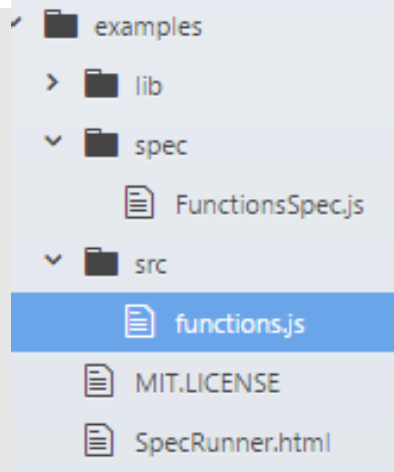 examples
lib
spec
FunctionsSpec.js
src
functions.js
MIT.LICENSE
SpecRunner.html